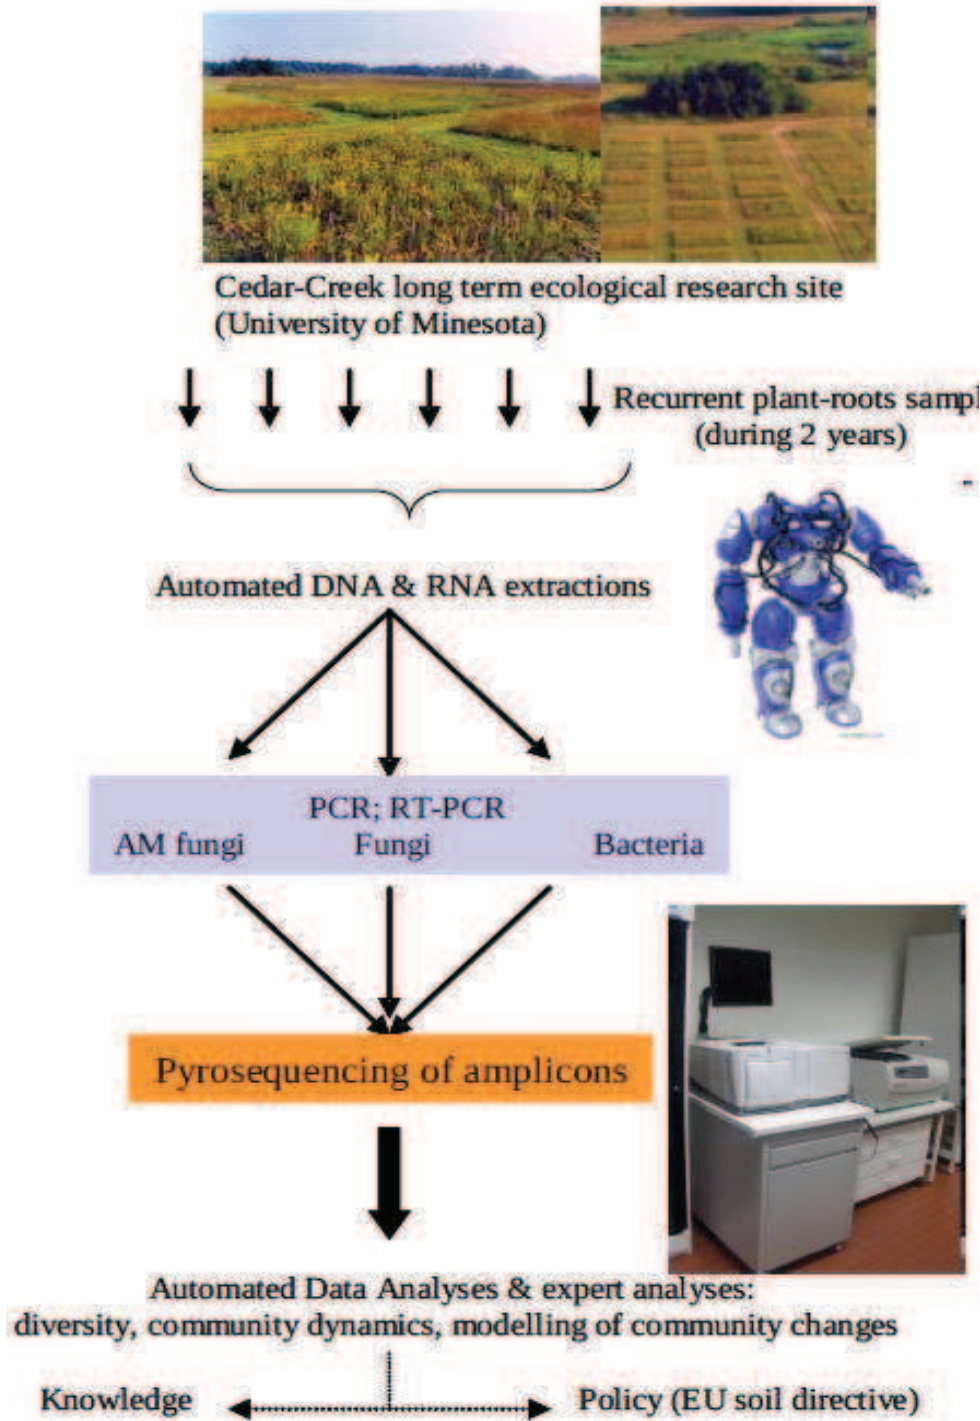 Cedar-Creek long term ecological research site
(University of Minesota)
Recurrent plant-roots sampl
(during 2 years)
Automated DNA & RNA extractions
PCR; RT-PCR
AM fungi Fungi Bacteria
Pyrosequencing of amplicons
Automated Data Analyses & expert analyses:
diversity, community dynamics, modelling of community changes
Knowledge Policy (EU soil directive)